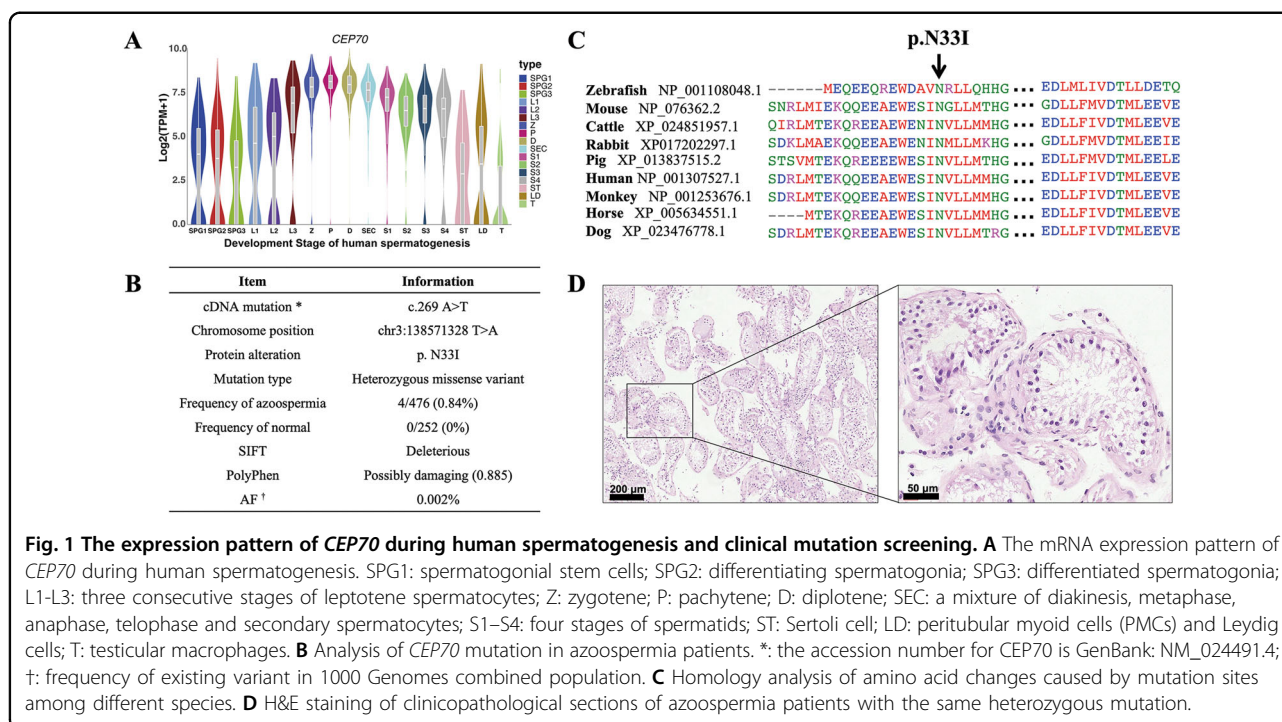 A
CEP70
10.0
7.5
5.0
2.5
0.0
Log2(TPM+1)
SPG1 SPG2 SPG3 L1 L2 L3 Z P D SEC S1 S2 S3 S4 ST LD T
Development Stage of human spermatogenesis
type
SPG1
SPG2
SPG3
L1
L2
L3
Z
P
D
SEC
S1
S2
S3
S4
ST
LD
T
B
Item Information
cDNA mutation * c.269 A>T
Chromosome position chr3:138571328 T>A
Protein alteration p. N33I
Mutation type Heterozygous missense variant
Frequency of azoospermia 4/476 (0.84%)
Frequency of normal 0/252 (0%)
SIFT Deleterious
PolyPhen Possibly damaging (0.885)
AF † 0.002%
C
p.N33I
Zebrafish NP_001108048.1 ------MEQEEQREWDAVNRLLQHHG ... EDLMLIVDTLLDETQ
Mouse NP_076362.2 SNRLMIEKQQEEAEWESINGLLMMHG ... GDLLFMVDTMLEEVE
Cattle XP_024851957.1 QIRLMTEKQREEAEWESINVLLMMHG ... EDLLFIVDTMLEEVE
Rabbit XP017202297.1 SDKLMAEKQQEEAEWESINMLLMKHG ... GDLLFIVDTMLEEIE
Pig XP_013837515.2 STSVMTEKQREEEEWESINVLLMTHG ... EDLLFIVNTMLEEVE
Human NP_001307527.1 SDRLMTEKQQEEAEWESINVLLMMHG ... EDLLFIVDTMLEEVE
Monkey NP_001253676.1 SDRLMTEKQQEEAEWESINVLLMMHG ... EDLLFIVDTMLEEVE
Horse XP_005634551.1 ----MTEKQREEAEWESINVLLMTHG ... EDLLFIVDTMLEEVE
Dog XP_023476778.1 SDRLMTEKQREEAEWESINVLLMTRG ... EDLLFIVDTMLEEVE
D
200 μm
50 μm
Fig. 1 The expression pattern of CEP70 during human spermatogenesis and clinical mutation screening. A The mRNA expression pattern of
CEP70 during human spermatogenesis. SPG1: spermatogonial stem cells; SPG2: differentiating spermatogonia; SPG3: differentiated spermatogonia;
L1-L3: three consecutive stages of leptotene spermatocytes; Z: zygotene; P: pachytene; D: diplotene; SEC: a mixture of diakinesis, metaphase,
anaphase, telophase and secondary spermatocytes; S1–S4: four stages of spermatids; ST: Sertoli cell; LD: peritubular myoid cells (PMCs) and Leydig
cells; T: testicular macrophages. B Analysis of CEP70 mutation in azoospermia patients. *: the accession number for CEP70 is GenBank: NM_024491.4;
†: frequency of existing variant in 1000 Genomes combined population. C Homology analysis of amino acid changes caused by mutation sites
among different species. D H&E staining of clinicopathological sections of azoospermia patients with the same heterozygous mutation.